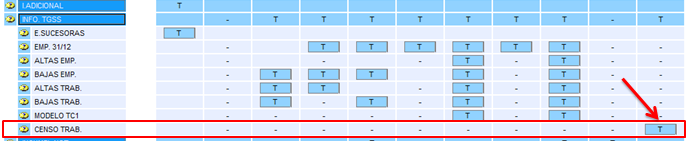 I.ADICIONAL T
INFO. TGSS - T T T T T T T - T
E.SUCESORAS T
EMP. 31/12 - - T T T T T T - -
ALTAS EMP. - - - - - T - T - -
BAJAS EMP. - T T T - T - T - -
ALTAS TRAB. - T T - - T - T - -
BAJAS TRAB. - T - T - T - T - -
MODELO TC1 - - - - - T - T - -
CENSO TRAB. - - - - - - - - - T